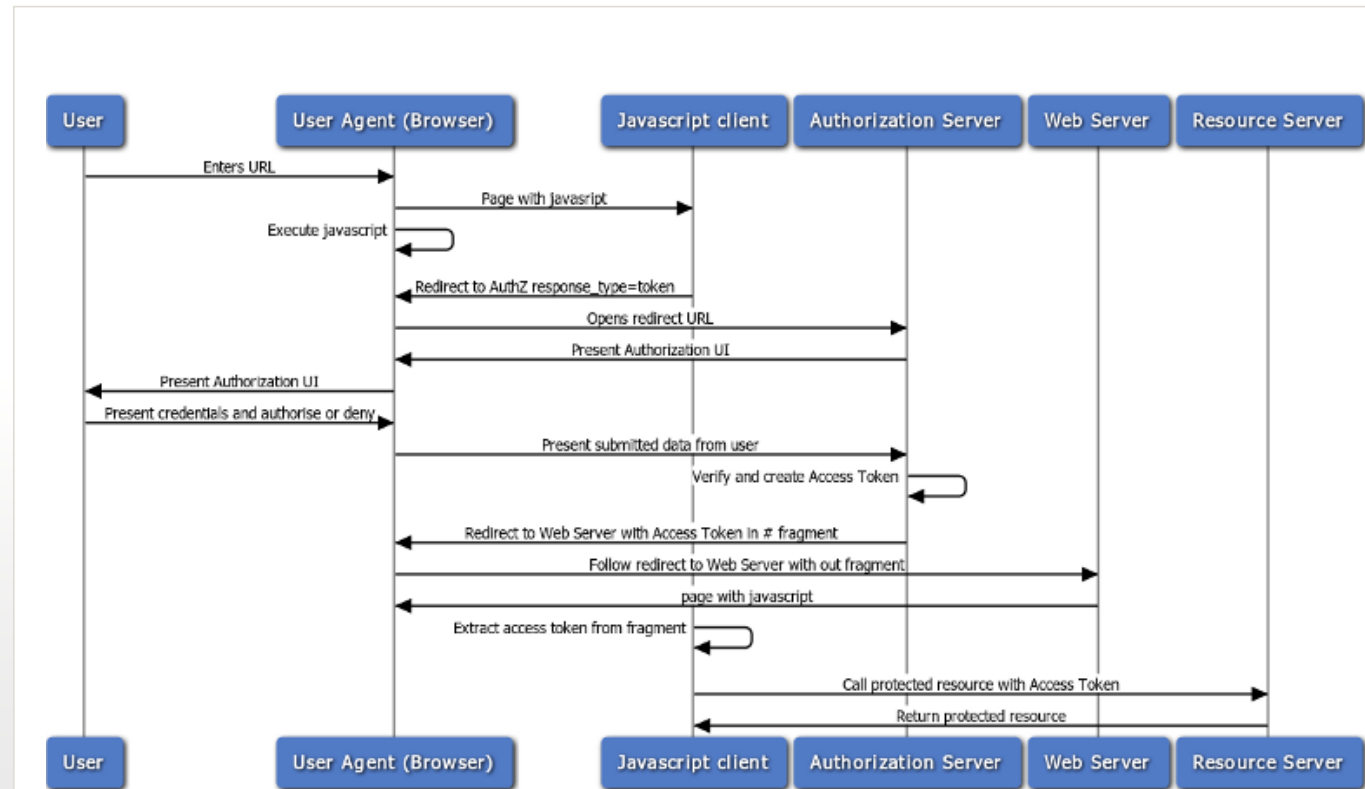 User
User Agent (Browser)
Javascript client
Authorization Server
Web Server
Resource Server
Enters URL
Page with javasript
Execute javascript
Redirect to AuthZ response_type=token
Opens redirect URL
Present Authorization UI
Present Authorization UI
Present credentials and authorise or deny
Present submitted data from user
Verify and create Access Token
Redirect to Web Server with Access Token in # fragment
Follow redirect to Web Server with out fragment
page with javascript
Extract access token from fragment
Call protected resource with Access Token
Return protected resource
User
User Agent (Browser)
Javascript client
Authorization Server
Web Server
Resource Server